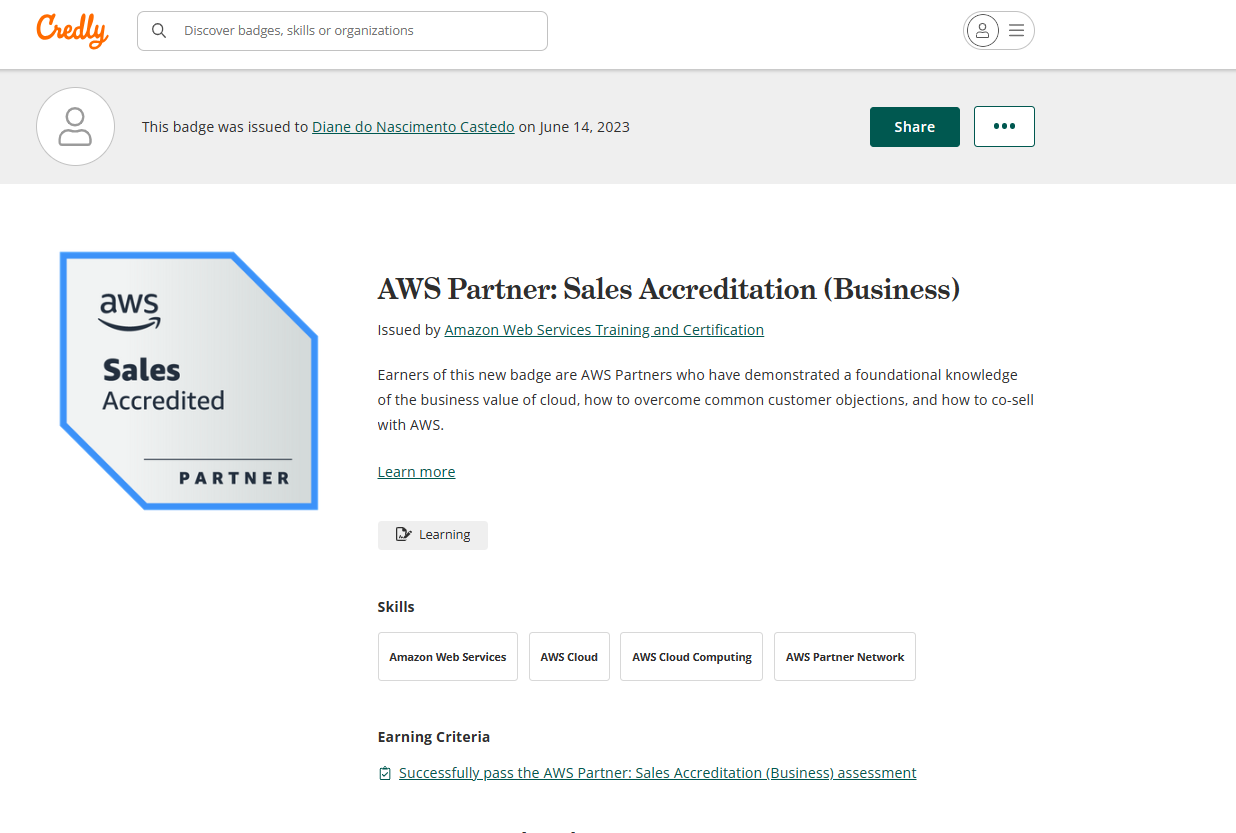 Credly
Discover badges, skills or organizations
This badge was issued to Diane do Nascimento Castedo on June 14, 2023
Share
aws
Sales
Accredited
PARTNER
AWS Partner: Sales Accreditation (Business)
Issued by Amazon Web Services Training and Certification
Earners of this new badge are AWS Partners who have demonstrated a foundational knowledge
of the business value of cloud, how to overcome common customer objections, and how to co-sell
with AWS.
Learn more
Learning
Skills
Amazon Web Services
AWS Cloud
AWS Cloud Computing
AWS Partner Network
Earning Criteria
Successfully pass the AWS Partner: Sales Accreditation (Business) assessment